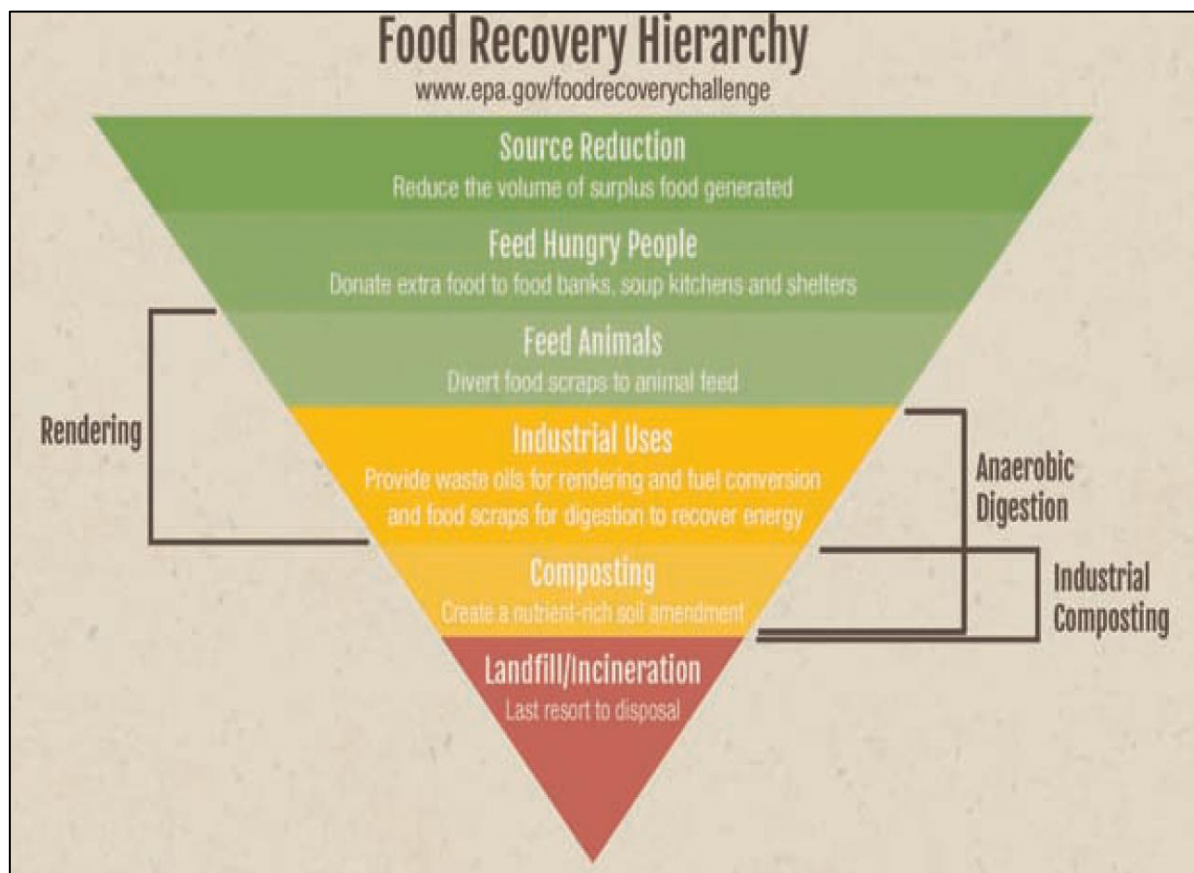 Food Recovery Hierarchy
www.epa.gov/foodrecoverychallenge
Source Reduction
Reduce the volume of surplus food generated
Feed Hungry People
Donate extra food to food banks, soup kitchens and shelters
Feed Animals
Divert food scraps to animal feed
Rendering
Industrial Uses
Provide waste oils for rendering and fuel conversion
and food scraps for digestion to recover energy
Anaerobic
Digestion
Composting
Create a nutrient-rich soil amendment
Industrial
Composting
Landfill/Incineration
Last resort to disposal